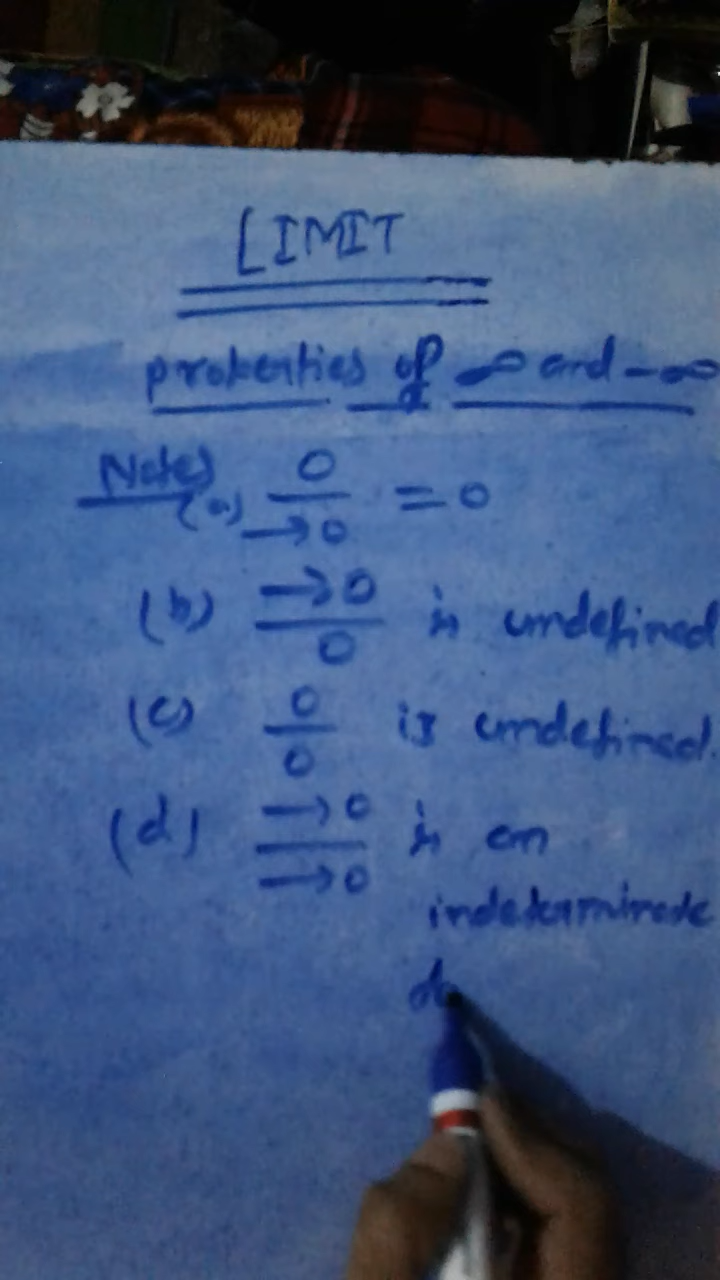 LIMIT
properties of ∞ and -∞
Notes
(a) 0/→0 = 0
(b) →0/0 is undefined
(c) 0/0 is undefined.
(d) →0/→0 is an
indeterminate